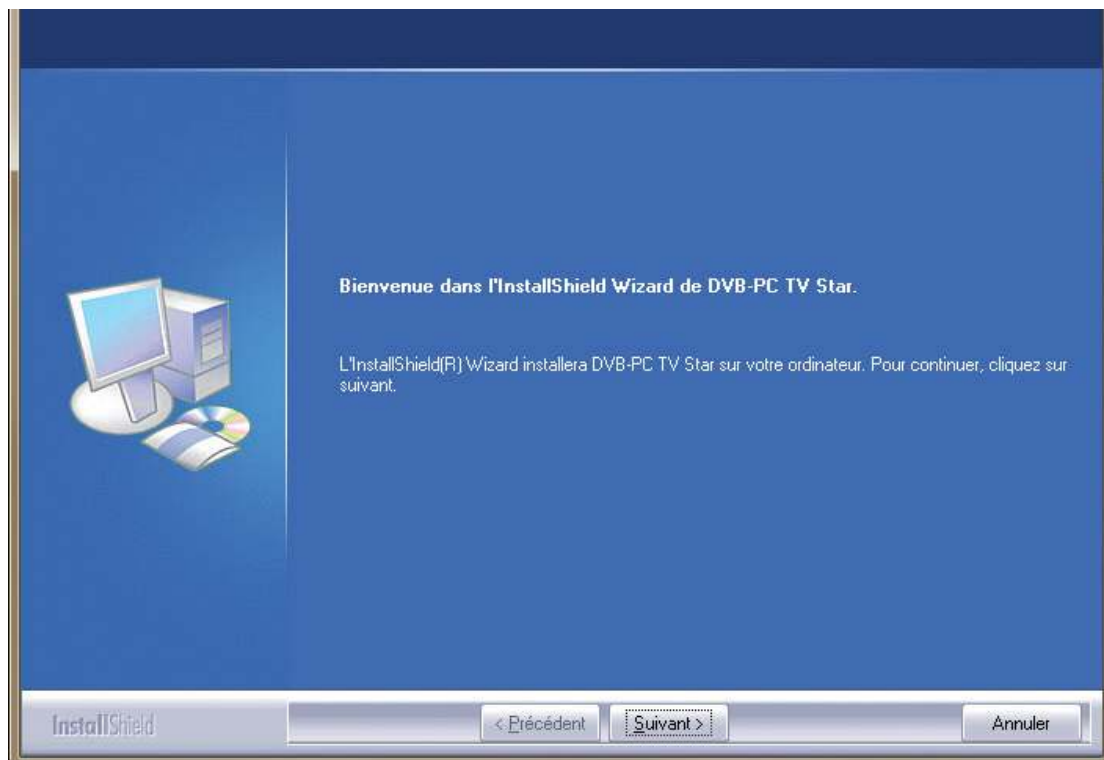 Bienvenue dans l'InstallShield Wizard de DVB-PC TV Star.
L'InstallShield(R) Wizard installera DVB-PC TV Star sur votre ordinateur. Pour continuer, cliquez sur
suivant.
InstallShield
< Précédent
Suivant >
Annuler